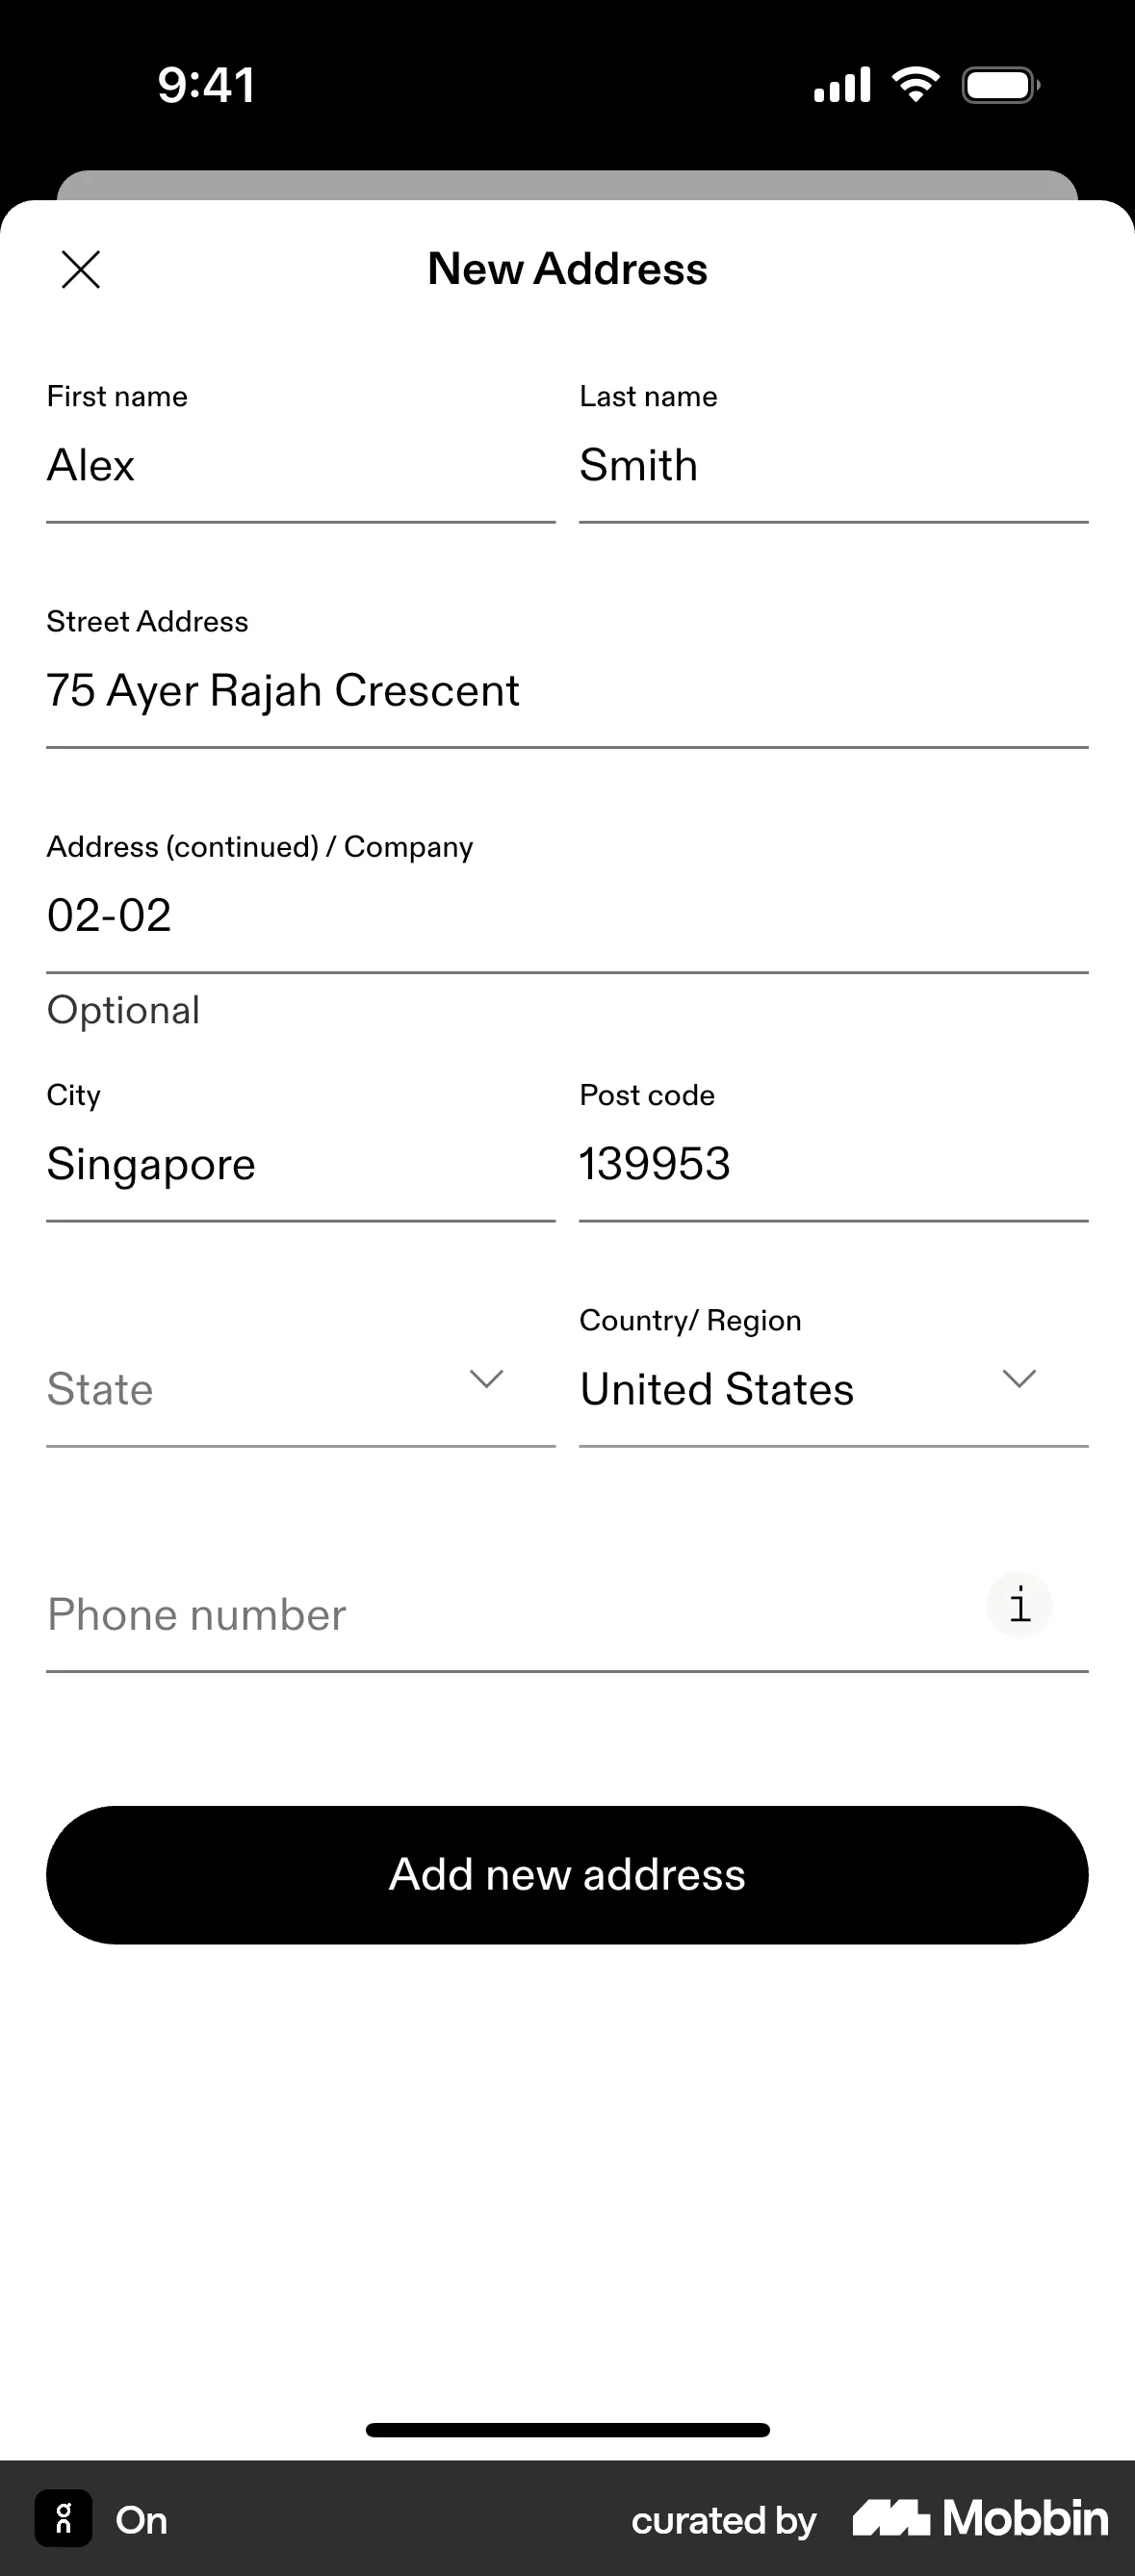 9:41
New Address
First name
Last name
Alex
Smith
Street Address
75 Ayer Rajah Crescent
Address (continued) / Company
02-02
Optional
City
Post code
Singapore
139953
Country/ Region
State
United States
Phone number
i
Add new address
On
curated by Mobbin